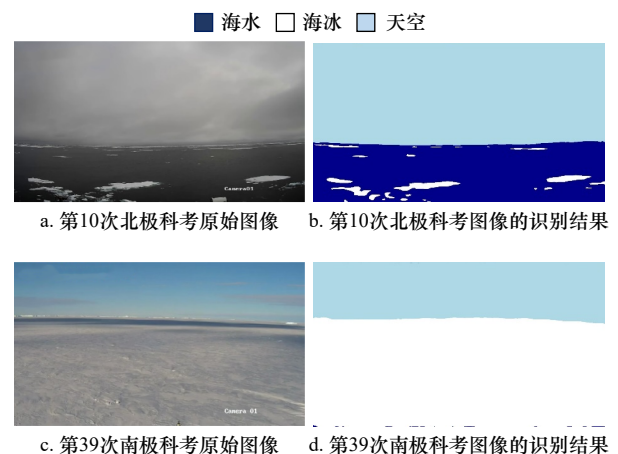 海水 海冰 天空
Camera01
a. 第10次北极科考原始图像 b. 第10次北极科考图像的识别结果
Camera 01
c. 第39次南极科考原始图像 d. 第39次南极科考图像的识别结果